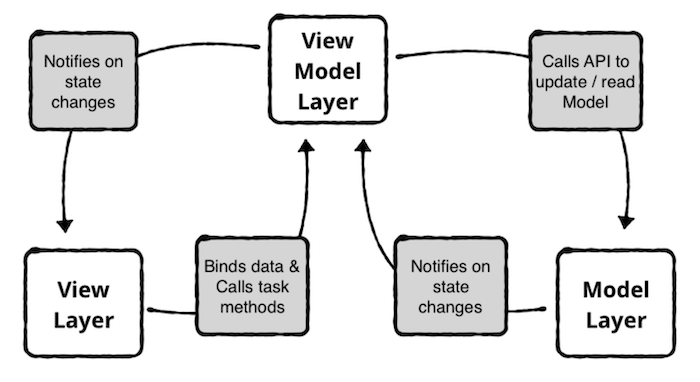 Notifies on
state
changes
View
Model
Layer
Calls API to
update / read
Model
View
Layer
Binds data &
Calls task
methods
Notifies on
state
changes
Model
Layer